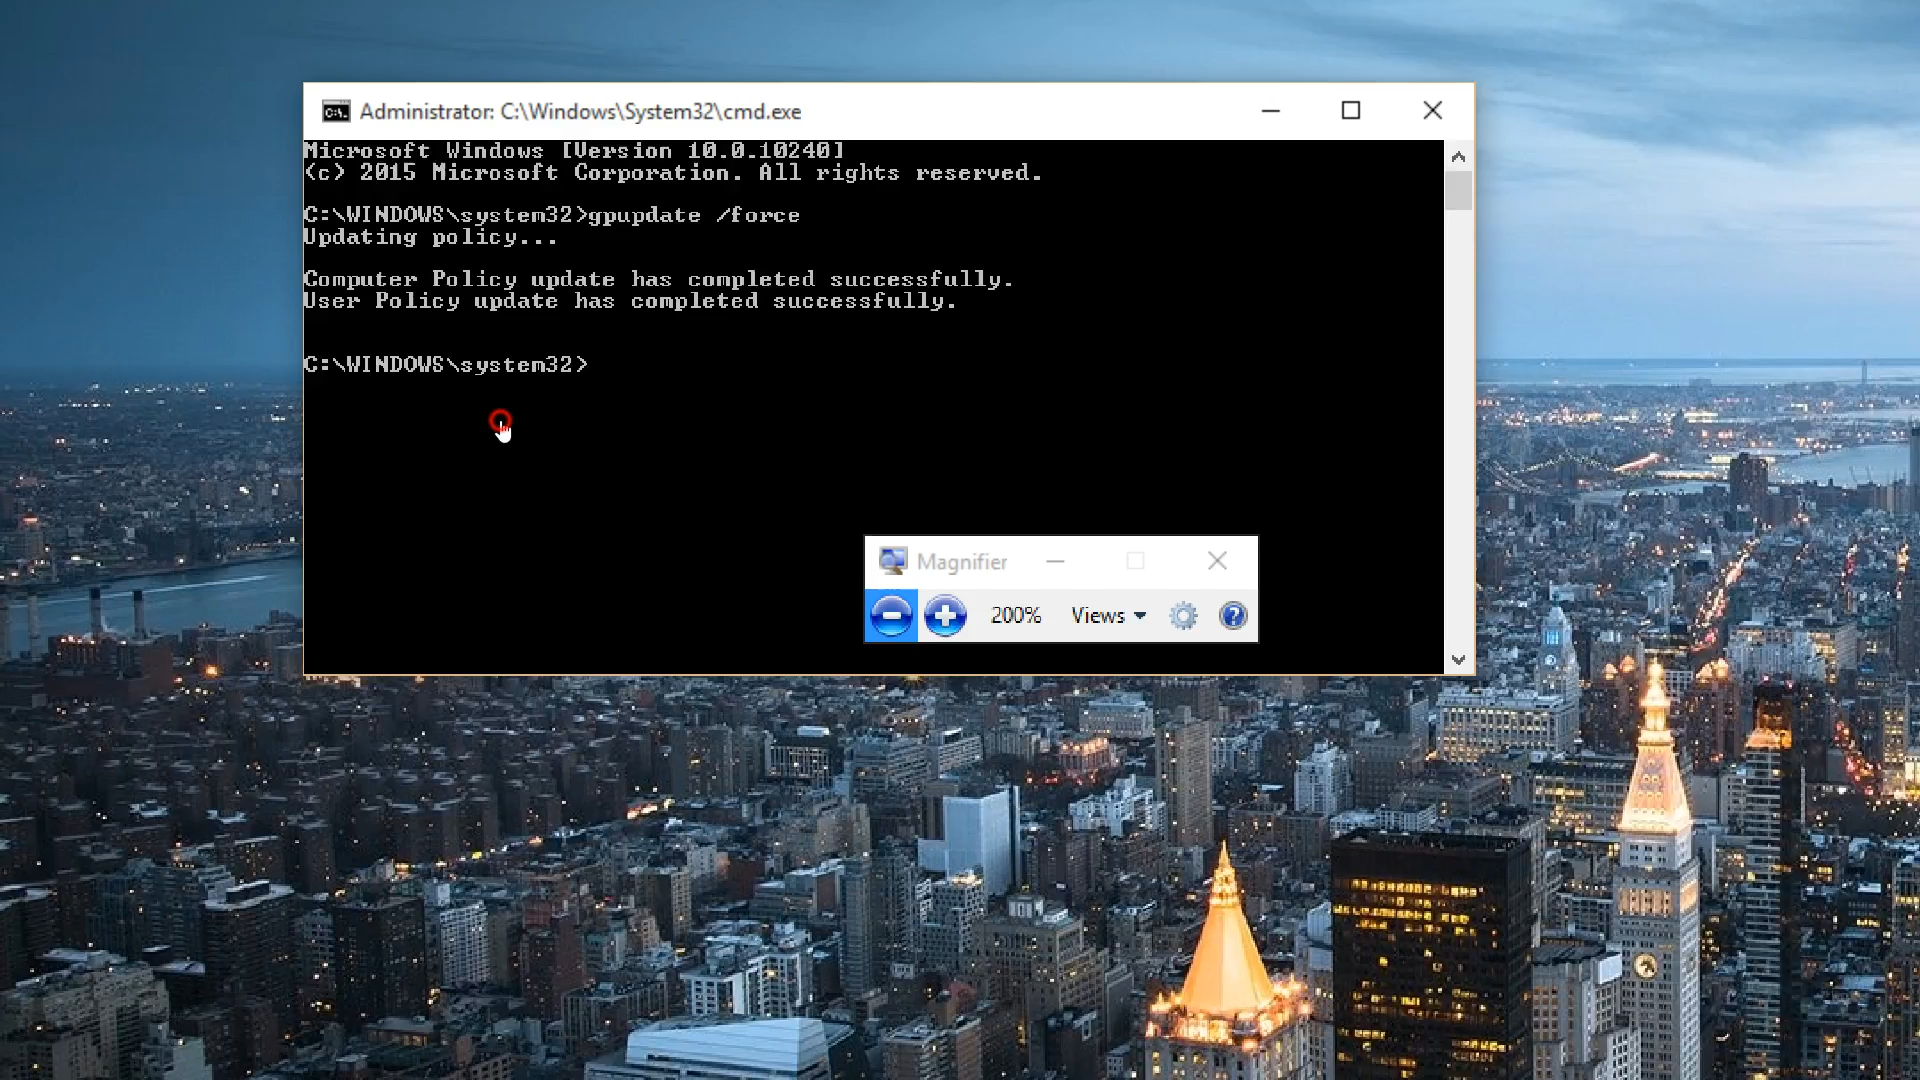 Administrator: C:\Windows\System32\cmd.exe
Microsoft Windows [Version 10.0.10240]
(c) 2015 Microsoft Corporation. All rights reserved.
C:\WINDOWS\system32>gpupdate /force
Updating policy...
Computer Policy update has completed successfully.
User Policy update has completed successfully.
C:\WINDOWS\system32>
Magnifier
200% Views